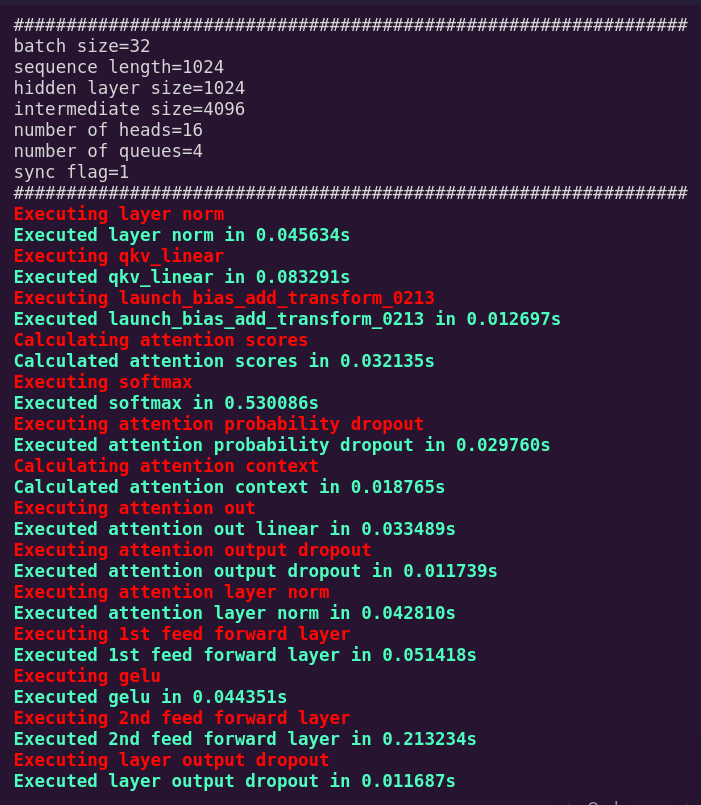 ################################################################
batch size=32
sequence length=1024
hidden layer size=1024
intermediate size=4096
number of heads=16
number of queues=4
sync flag=1
################################################################
Executing layer norm
Executed layer norm in 0.045634s
Executing qkv_linear
Executed qkv_linear in 0.083291s
Executing launch_bias_add_transform_0213
Executed launch_bias_add_transform_0213 in 0.012697s
Calculating attention scores
Calculated attention scores in 0.032135s
Executing softmax
Executed softmax in 0.530086s
Executing attention probability dropout
Executed attention probability dropout in 0.029760s
Calculating attention context
Calculated attention context in 0.018765s
Executing attention out
Executed attention out linear in 0.033489s
Executing attention output dropout
Executed attention output dropout in 0.011739s
Executing attention layer norm
Executed attention layer norm in 0.042810s
Executing 1st feed forward layer
Executed 1st feed forward layer in 0.051418s
Executing gelu
Executed gelu in 0.044351s
Executing 2nd feed forward layer
Executed 2nd feed forward layer in 0.213234s
Executing layer output dropout
Executed layer output dropout in 0.011687s